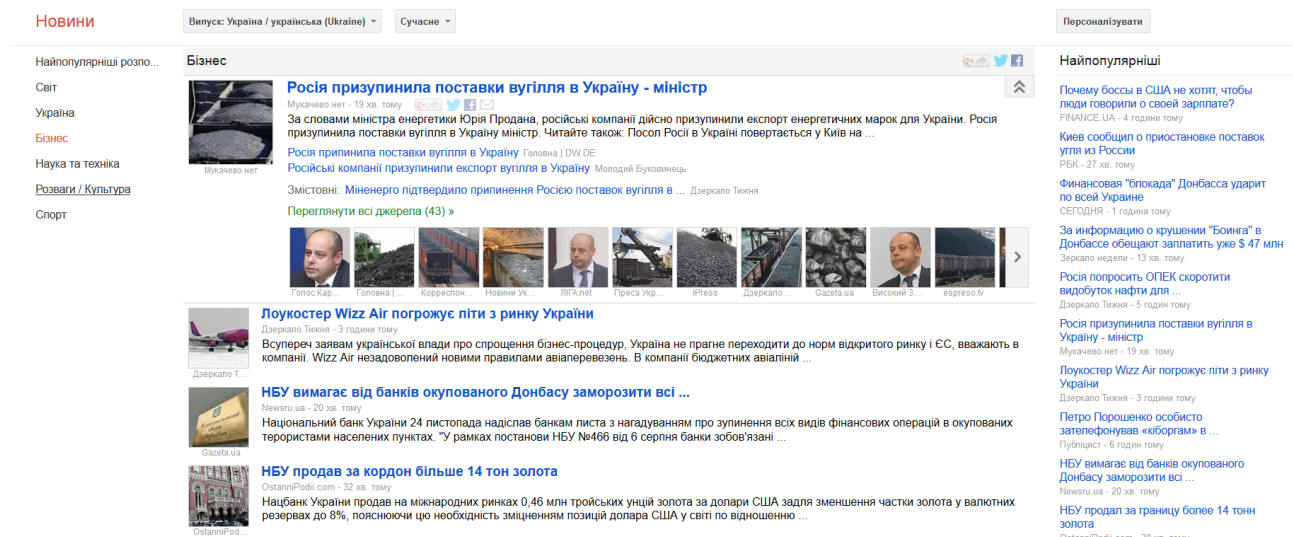 Новини
Випуск: Україна / українська (Ukraine)
Сучасне
Персоналізувати
Найпопулярніші розпо...
Світ
Україна
Бізнес
Наука та техніка
Розваги / Культура
Спорт
Бізнес
Росія призупинила поставки вугілля в Україну - міністр
Мукачево.нет - 19 хв. тому
За словами міністра енергетики Юрія Продана, російські компанії дійсно призупинили експорт енергетичних марок для України. Росія
призупинила поставки вугілля в Україну міністр. Читайте також: Посол Росії в Україні повертається у Київ на ...
Мукачево.нет
Росія припинила поставки вугілля в Україну Головна | DW.DE
Російські компанії призупинили експорт вугілля в Україну Молодий Буковинець
Змістовні: Міненерго підтвердило припинення Росією поставок вугілля в ... Дзеркало Тижня
Переглянути всі джерела (43) »
Голос Кар...
Головна | ...
Корреспон...
Новини Ук...
ЛІГА.net
Преса Укр...
iPress
Дзеркало ...
Gazeta.ua
Високий З...
espreso.tv
Лоукостер Wizz Air погрожує піти з ринку України
Дзеркало Тижня - 3 години тому
Всупереч заявам української влади про спрощення бізнес-процедур, Україна не прагне переходити до норм відкритого ринку і ЄС, вважають в
компанії. Wizz Air незадоволений новими правилами авіаперевезень. В компанії бюджетних авіаліній ...
Дзеркало Т...
НБУ вимагає від банків окупованого Донбасу заморозити всі ...
Newsru.ua - 20 хв. тому
Національний банк України 24 листопада надіслав банкам листа з нагадуванням про зупинення всіх видів фінансових операцій в окупованих
терористами населених пунктах. "У рамках постанови НБУ №466 від 6 серпня банки зобов'язані ...
Gazeta.ua
НБУ продав за кордон більше 14 тон золота
OstanniPodii.com - 32 хв. тому
Нацбанк України продав на міжнародних ринках 0,46 млн тройських унцій золота за долари США задля зменшення частки золота у валютних
резервах до 8%, пояснюючи цю необхідність зміцненням позицій долара США у світі по відношенню ...
OstanniPod...
Найпопулярніші
Почему боссы в США не хотят, чтобы
люди говорили о своей зарплате?
FINANCE.UA - 4 години тому
Киев сообщил о приостановке поставок
угля из России
РБК - 27 хв. тому
Финансовая "блокада" Донбасса ударит
по всей Украине
СЕГОДНЯ - 1 година тому
За информацию о крушении "Боинга" в
Донбассе обещают заплатить уже $ 47 млн
Зеркало недели - 13 хв. тому
Росія попросить ОПЕК скоротити
видобуток нафти для ...
Дзеркало Тижня - 5 годин тому
Росія призупинила поставки вугілля в
Україну - міністр
Мукачево.нет - 19 хв. тому
Лоукостер Wizz Air погрожує піти з ринку
України
Дзеркало Тижня - 3 години тому
Петро Порошенко особисто
зателефонував «кіборгам» в ...
Публіцист - 6 годин тому
НБУ вимагає від банків окупованого
Донбасу заморозити всі ...
Newsru.ua - 20 хв. тому
НБУ продал за границу более 14 тонн
золота